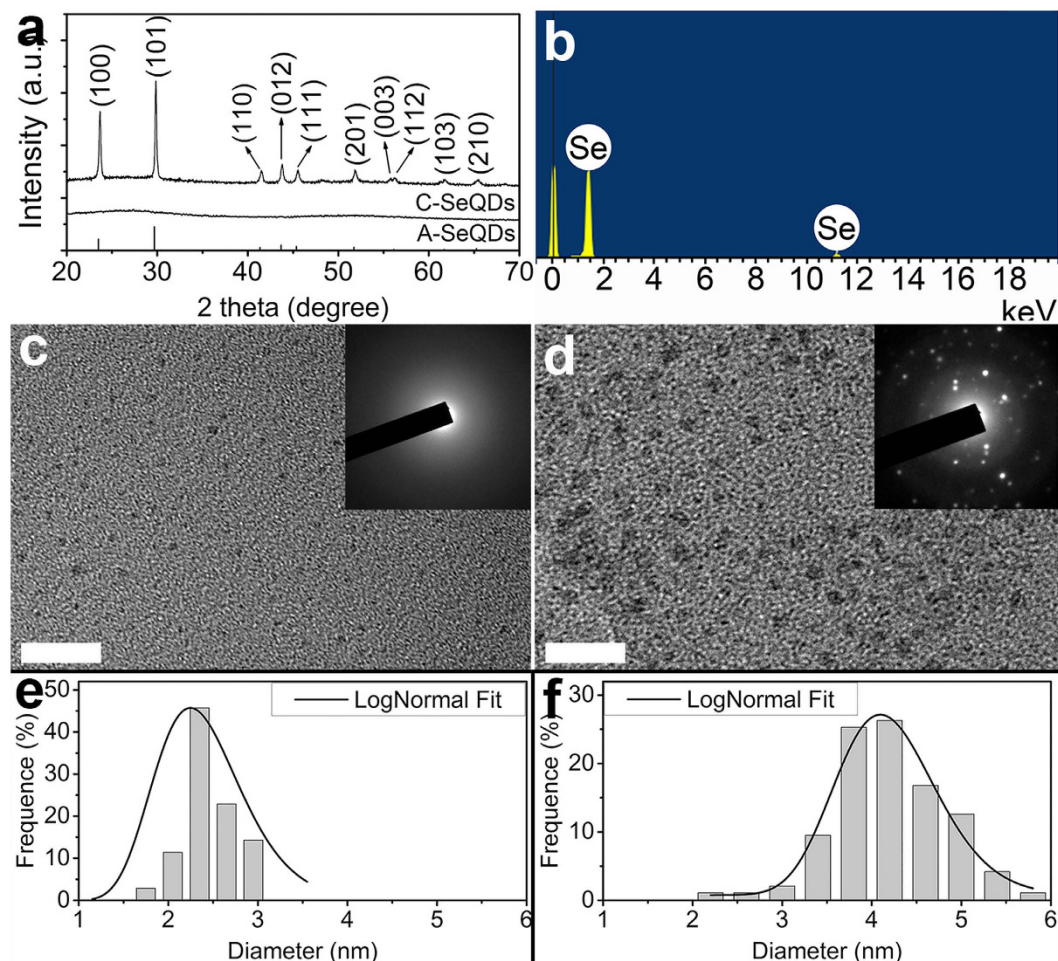 a
Intensity (a.u.)
(100)
(101)
(110)
(012)
(111)
(201)
(003)
(112)
(103)
(210)
C-SeQDs
A-SeQDs
20 30 40 50 60 70
2 theta (degree)
b
Se
Se
0 2 4 6 8 10 12 14 16 18
keV
c
d
e
LogNormal Fit
Frequence (%)
50
40
30
20
10
0
1 2 3 4 5 6
Diameter (nm)
f
LogNormal Fit
Frequence (%)
30
20
10
0
1 2 3 4 5 6
Diameter (nm)